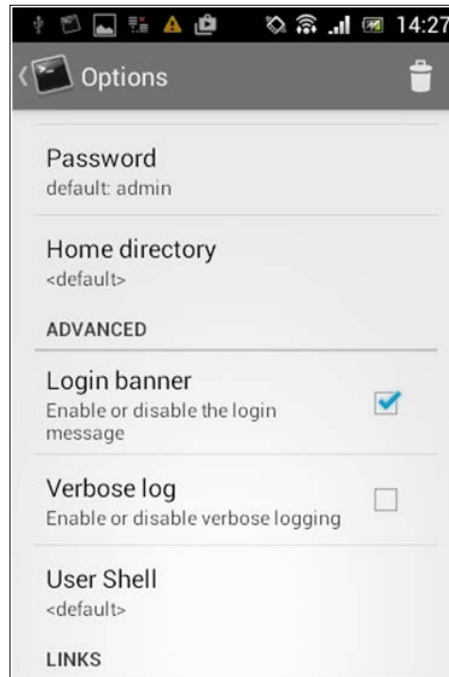 14:27
Options
Password
default: admin
Home directory
<default>
ADVANCED
Login banner
Enable or disable the login
message
Verbose log
Enable or disable verbose logging
User Shell
<default>
LINKS